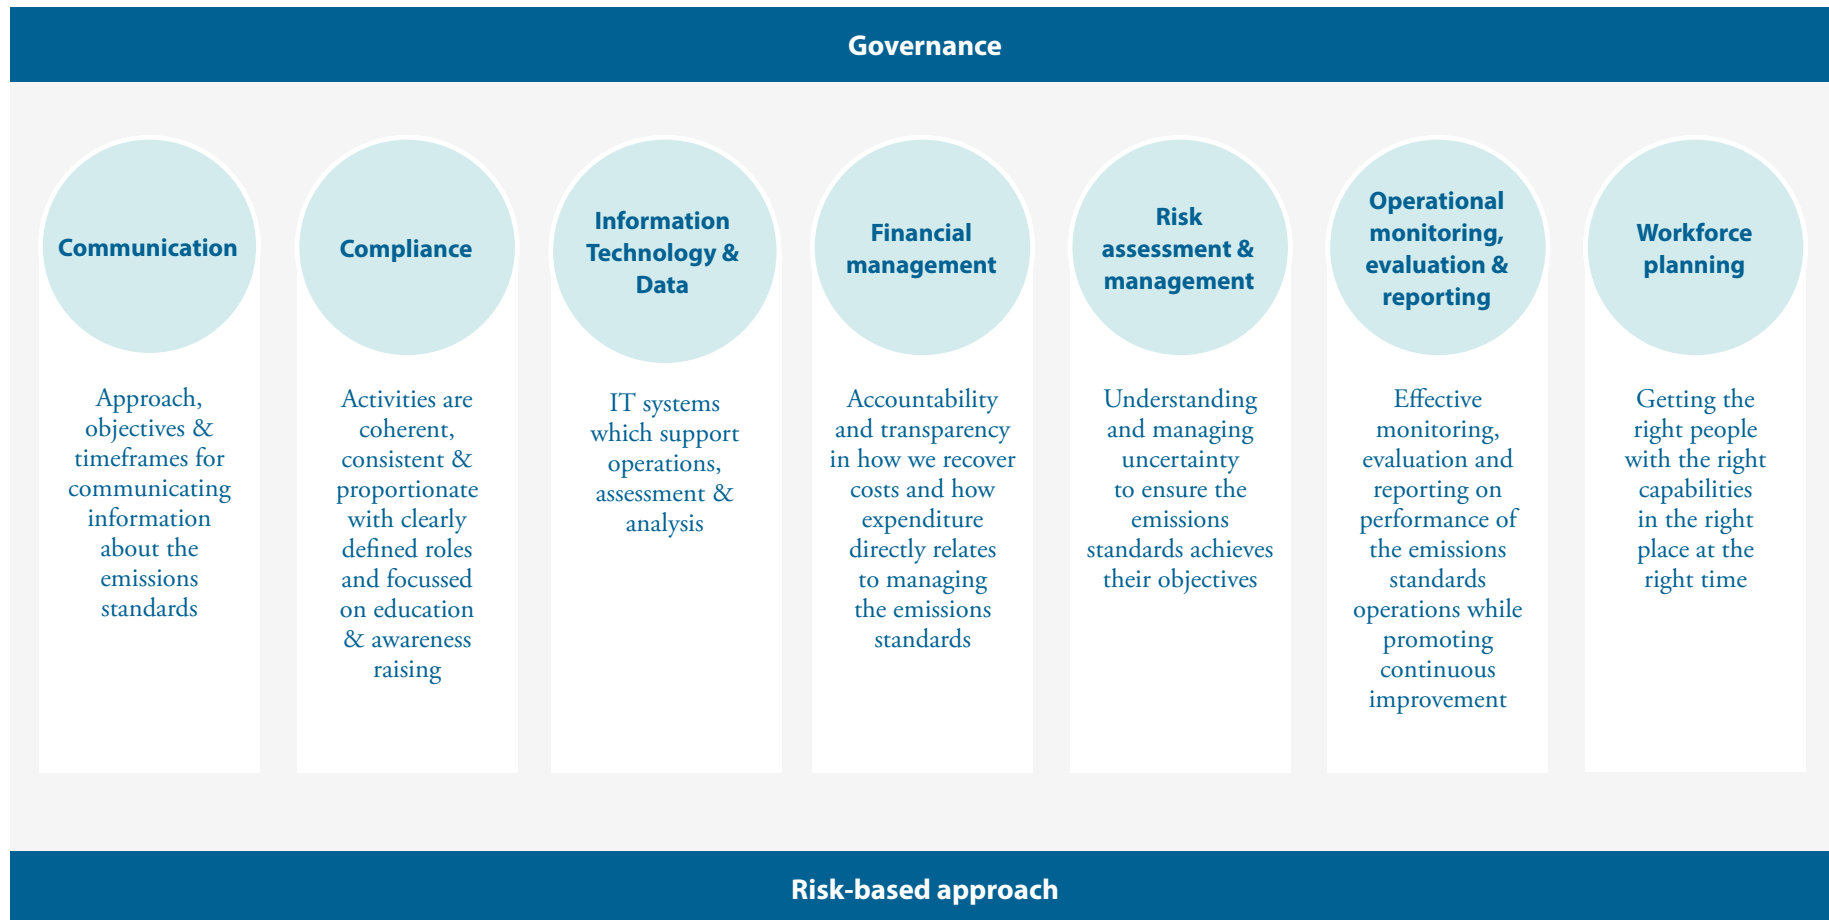 Governance
Communication
Approach,
objectives &
timeframes for
communicating
information
about the
emissions
standards
Compliance
Activities are
coherent,
consistent &
proportionate
with clearly
defined roles
and focussed
on education
& awareness
raising
Information
Technology &
Data
IT systems
which support
operations,
assessment &
analysis
Financial
management
Accountability
and transparency
in how we recover
costs and how
expenditure
directly relates
to managing
the emissions
standards
Risk
assessment &
management
Understanding
and managing
uncertainty
to ensure the
emissions
standards achieves
their objectives
Operational
monitoring,
evaluation &
reporting
Effective
monitoring,
evaluation and
reporting on
performance of
the emissions
standards
operations while
promoting
continuous
improvement
Workforce
planning
Getting the
right people
with the right
capabilities
in the right
place at the
right time
Risk-based approach